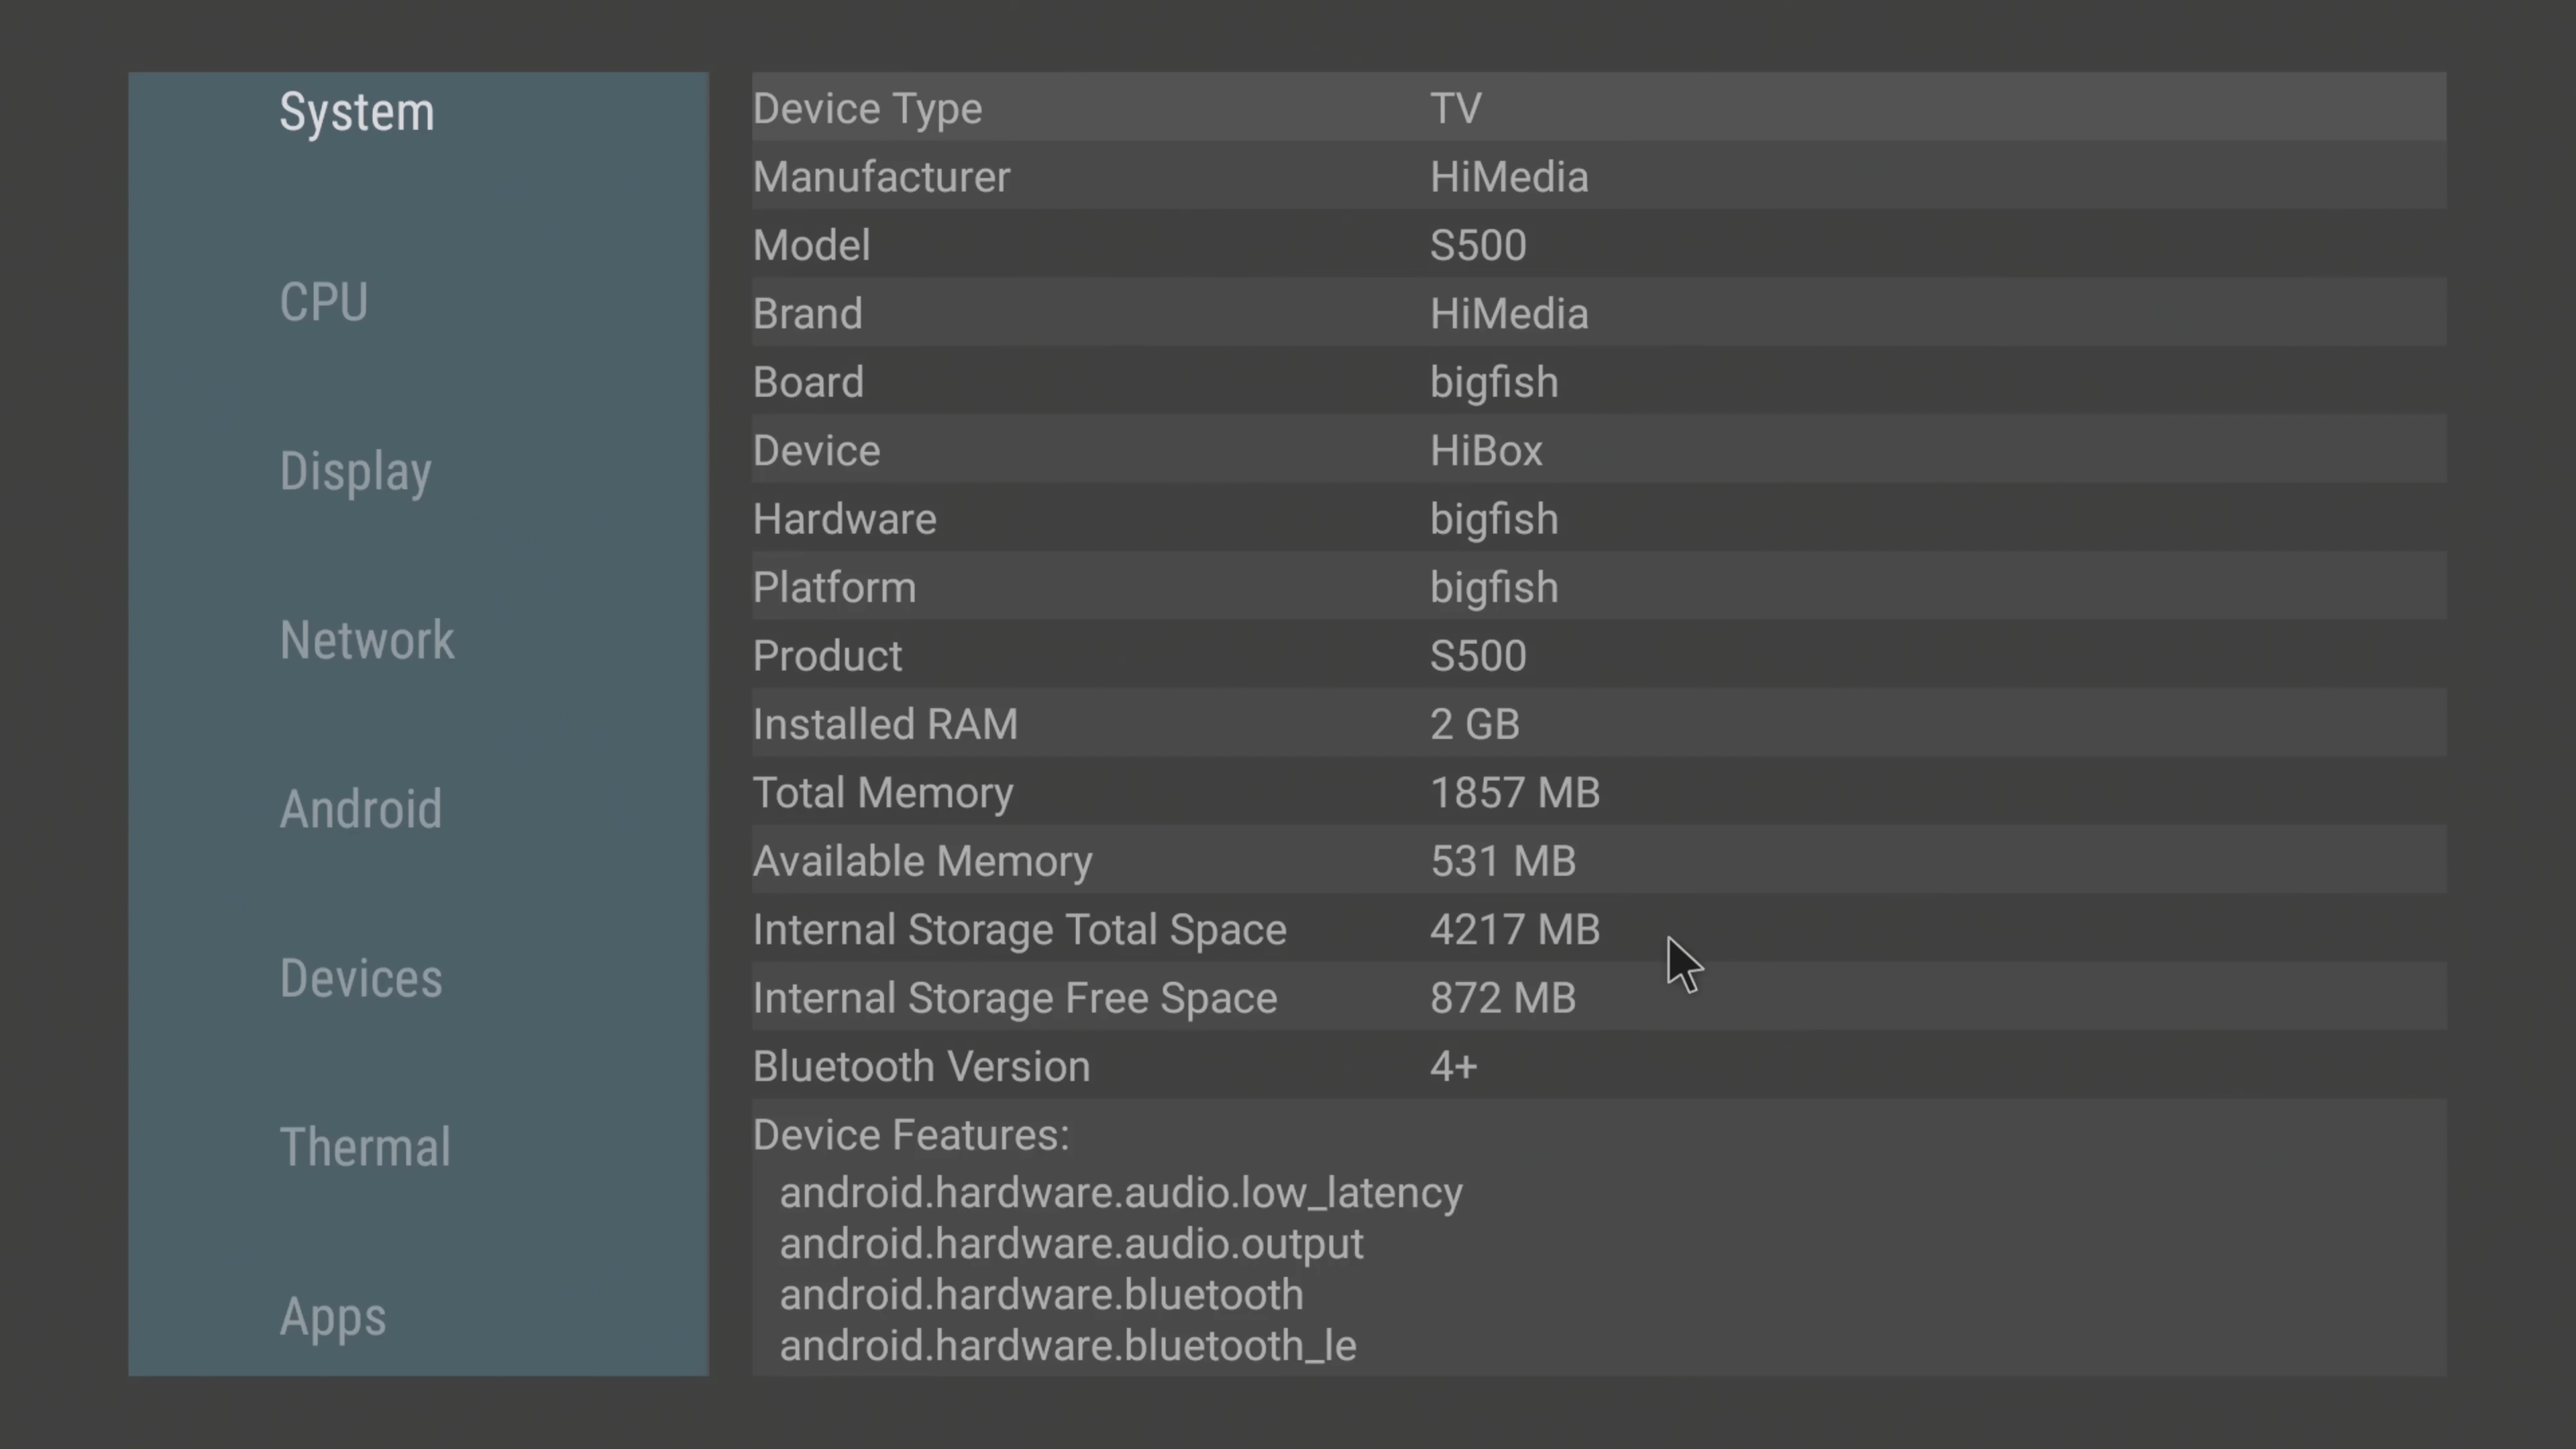 System
CPU
Display
Network
Android
Devices
Thermal
Apps
Device Type TV
Manufacturer HiMedia
Model S500
Brand HiMedia
Board bigfish
Device HiBox
Hardware bigfish
Platform bigfish
Product S500
Installed RAM 2 GB
Total Memory 1857 MB
Available Memory 531 MB
Internal Storage Total Space 4217 MB
Internal Storage Free Space 872 MB
Bluetooth Version 4+
Device Features:
android.hardware.audio.low_latency
android.hardware.audio.output
android.hardware.bluetooth
android.hardware.bluetooth_le